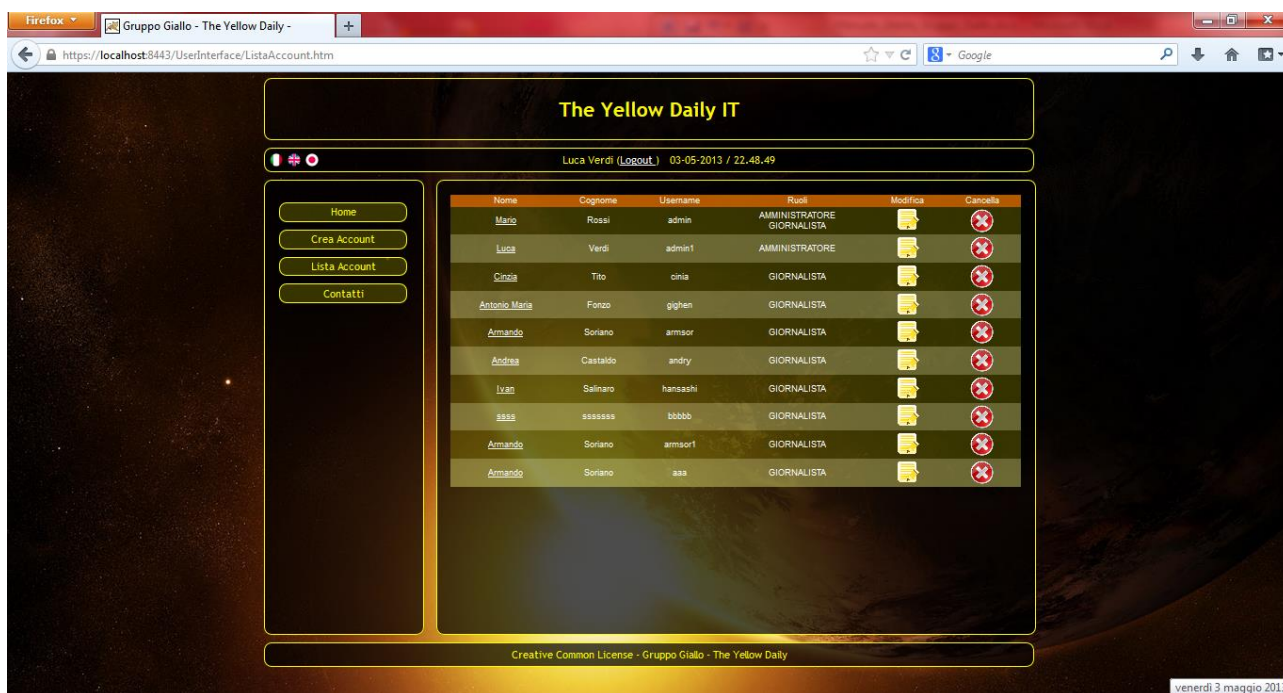 Firefox
Gruppo Giallo - The Yellow Daily -
https://localhost:8443/UserInterface/ListaAccount.htm
Google
The Yellow Daily IT
Luca Verdi (Logout ) 03-05-2013 / 22.48.49
Home
Crea Account
Lista Account
Contatti
Nome Cognome Username Ruoli Modifica Cancella
Mario Rossi admin AMMINISTRATORE
GIORNALISTA
Luca Verdi admin1 AMMINISTRATORE
Cinzia Tito cinia GIORNALISTA
Antonio Maria Fonzo gighen GIORNALISTA
Armando Soriano armsor GIORNALISTA
Andrea Castaldo andry GIORNALISTA
Ivan Salinaro hansashi GIORNALISTA
ssss sssssss bbbbb GIORNALISTA
Armando Soriano armsor1 GIORNALISTA
Armando Soriano aaa GIORNALISTA
Creative Common License - Gruppo Giallo - The Yellow Daily
venerdì 3 maggio 201